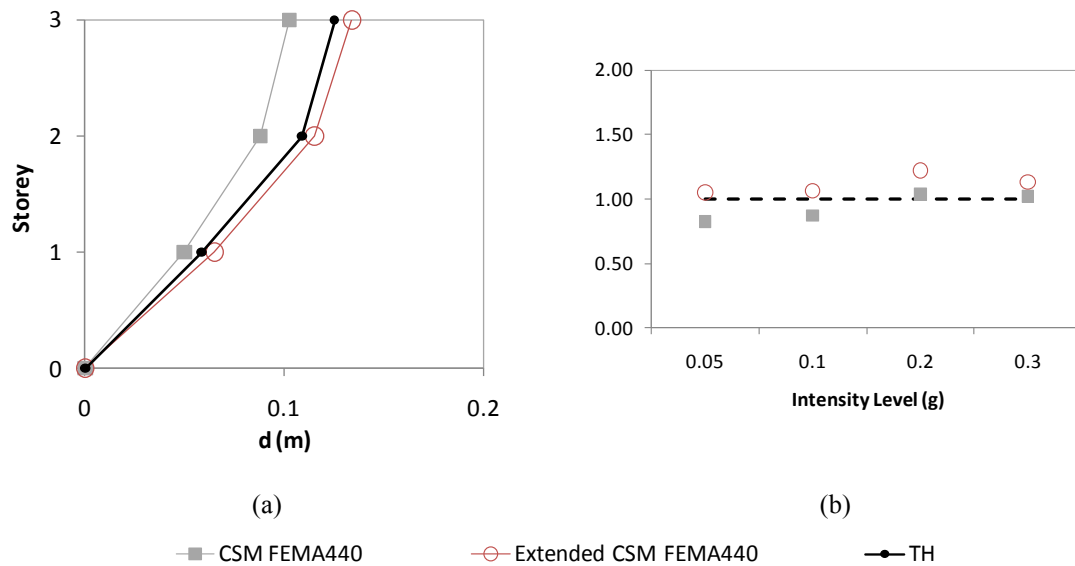 3
2
1
0
Storey
0 0.1 0.2
d (m)
(a)
2.00
1.50
1.00
0.50
0.00
0.05 0.1 0.2 0.3
Intensity Level (g)
(b)
CSM FEMA440 Extended CSM FEMA440 TH